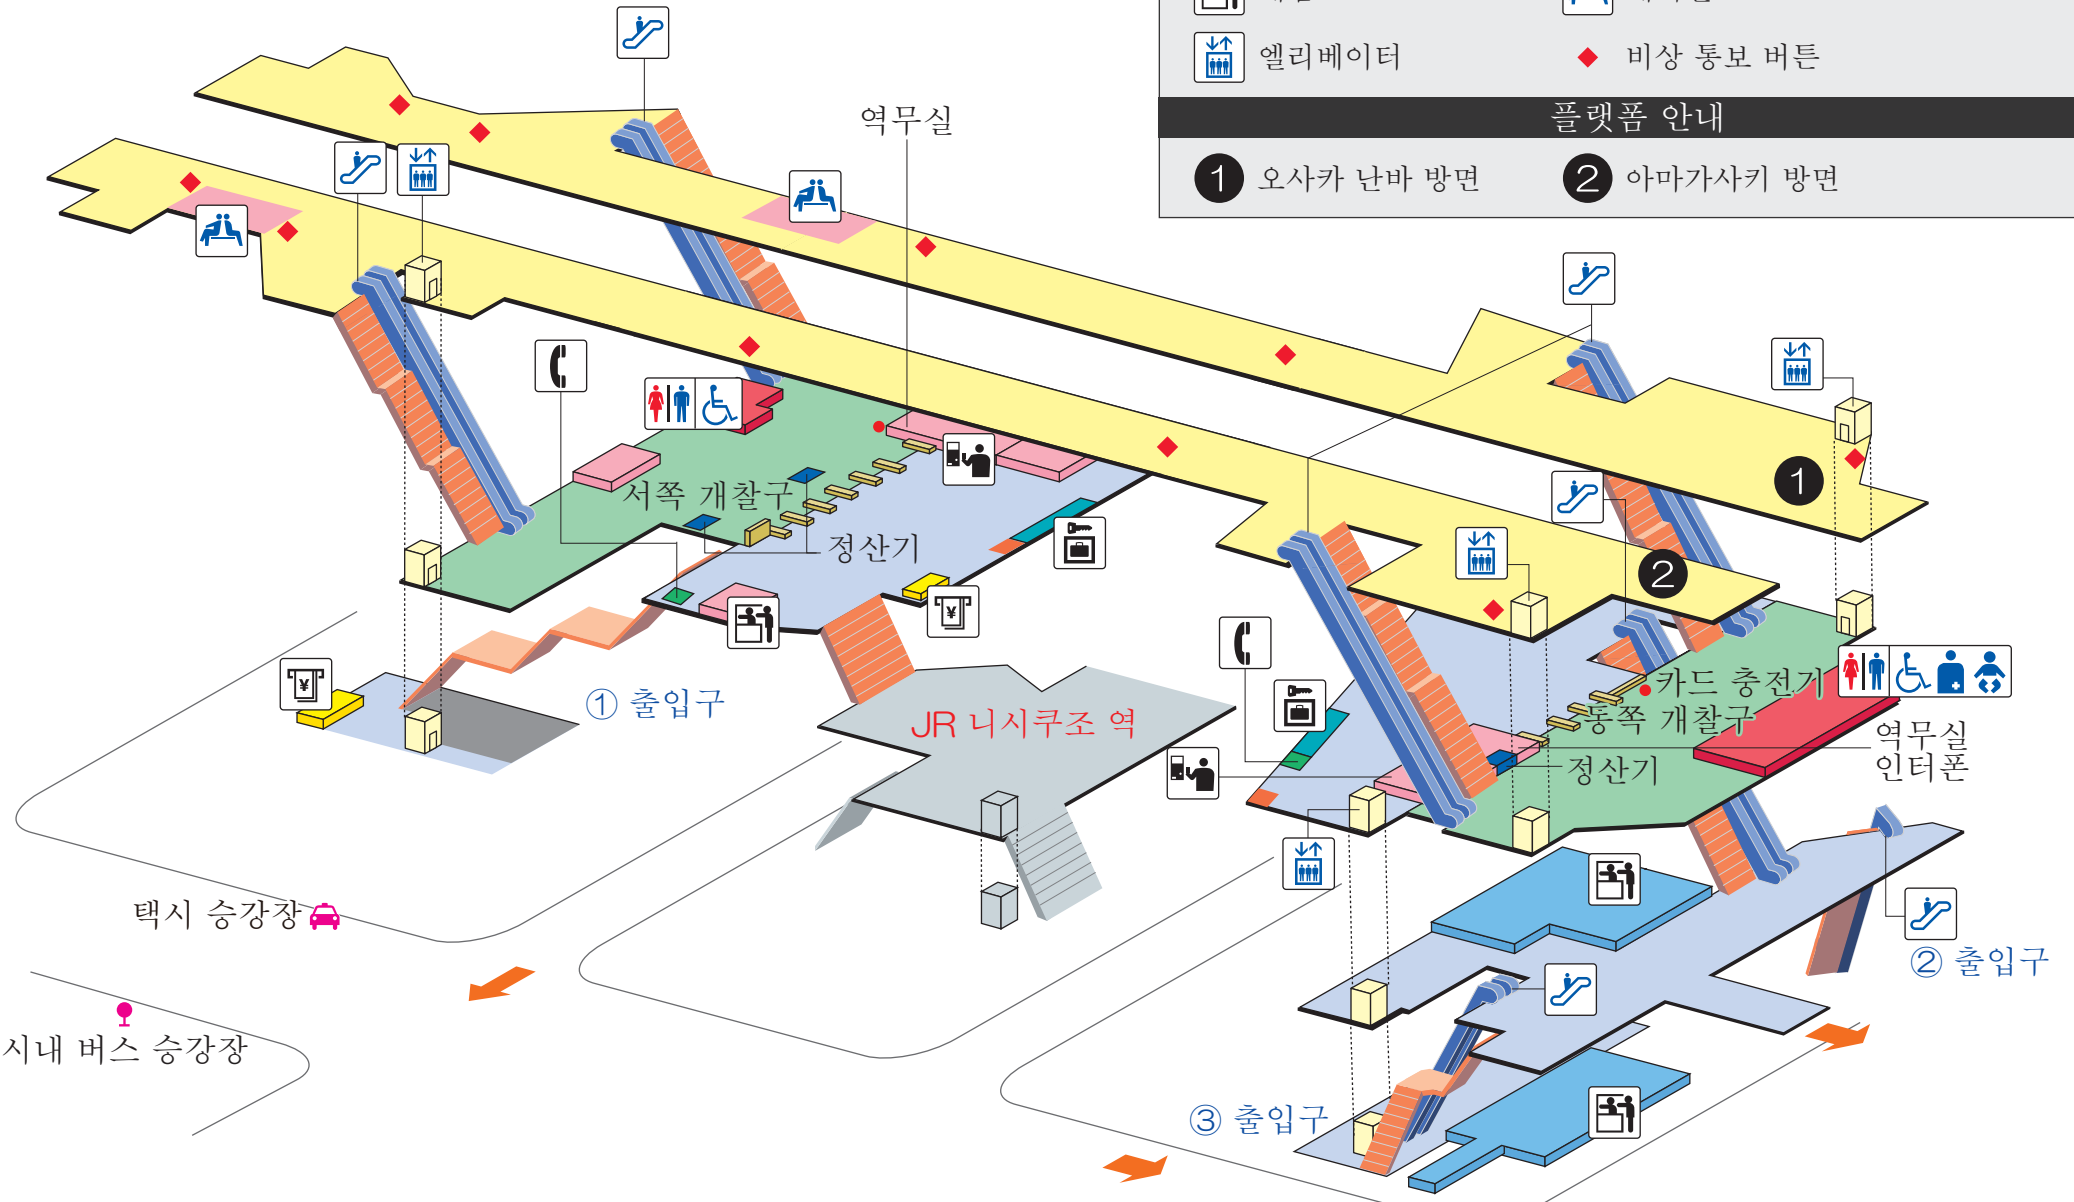 엘리베이터
비상 통보 버튼
플랫폼 안내
1 오사카 난바 방면
2 아마가사키 방면
역무실
1
2
서쪽 개찰구
정산기
¥
¥
① 출입구
JR 니시쿠조 역
카드 충전기
동쪽 개찰구
역무실
인터폰
정산기
택시 승강장
② 출입구
시내 버스 승강장
③ 출입구